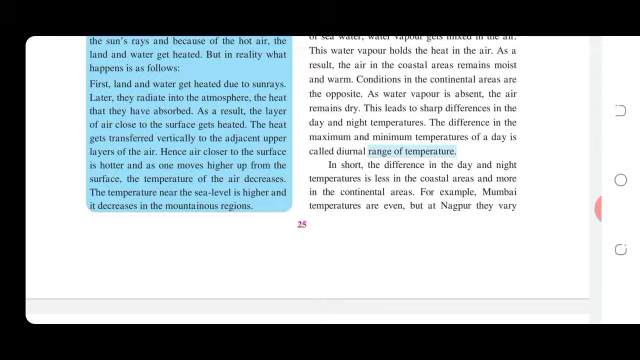 the sun's rays and because of the hot air, the
land and water get heated. But in reality what
happens is as follows:
First, land and water get heated due to sunrays.
Later, they radiate into the atmosphere, the heat
that they have absorbed. As a result, the layer
of air close to the surface gets heated. The heat
gets transferred vertically to the adjacent upper
layers of the air. Hence air closer to the surface
is hotter and as one moves higher up from the
surface, the temperature of the air decreases.
The temperature near the sea-level is higher and
it decreases in the mountainous regions.
of sea water, water vapour gets mixed in the air.
This water vapour holds the heat in the air. As a
result, the air in the coastal areas remains moist
and warm. Conditions in the continental areas are
the opposite. As water vapour is absent, the air
remains dry. This leads to sharp differences in the
day and night temperatures. The difference in the
maximum and minimum temperatures of a day is
called diurnal range of temperature.
In short, the difference in the day and night
temperatures is less in the coastal areas and more
in the continental areas. For example, Mumbai
temperatures are even, but at Nagpur they vary
25